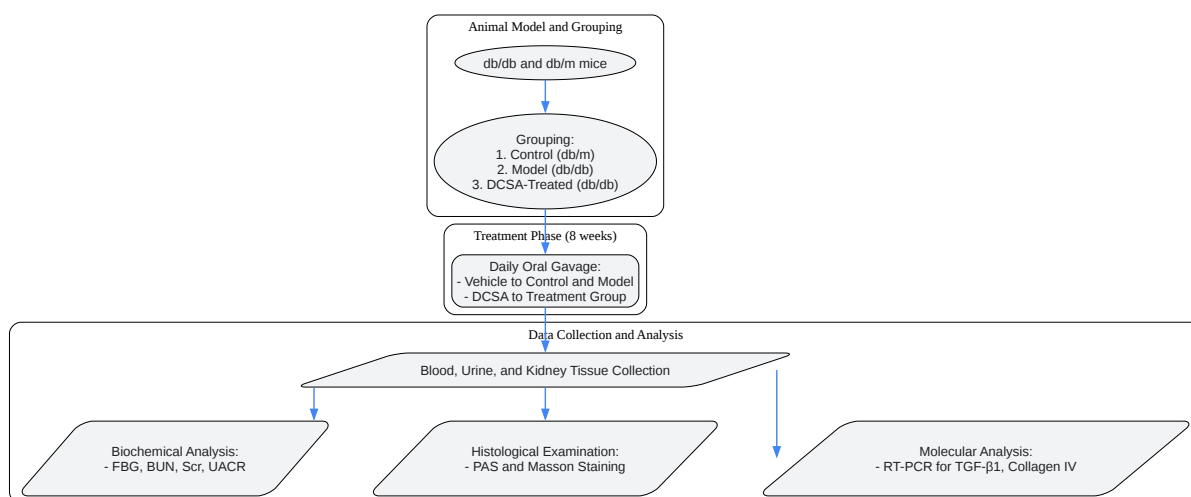 Animal Model and Grouping
db/db and db/m mice
Grouping:
1. Control (db/m)
2. Model (db/db)
3. DCSA-Treated (db/db)
Treatment Phase (8 weeks)
Daily Oral Gavage:
- Vehicle to Control and Model
- DCSA to Treatment Group
Data Collection and Analysis
Blood, Urine, and Kidney Tissue Collection
Biochemical Analysis:
- FBG, BUN, Scr, UACR
Histological Examination:
- PAS and Masson Staining
Molecular Analysis:
- RT-PCR for TGF-β1, Collagen IV